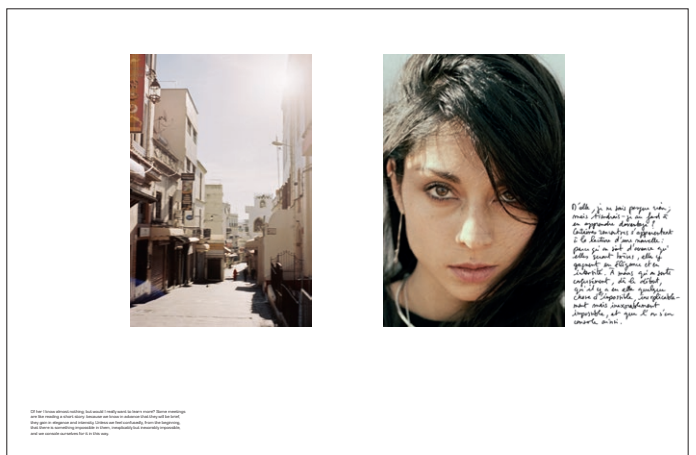 D'elle, je ne sais presque rien,
mais voudrais-je au fond
en apprendre davantage ?
Certaines rencontres s'apparentent
à la lecture d'une nouvelle :
parce qu'on sait d'avance qu'
elles seront brèves, elles y
gagnent en élégance et en
intensité. A moins qu'on sente
confusément, dès le début,
qu'il y a en elle quelque
chose d'impossible, inexplicable-
ment mais inexorablement
impossible, et que l'on s'en
console ainsi.
Of her I know almost nothing; but would I really want to learn more? Some meetings
are like reading a short story: because we know in advance that they will be brief,
they gain in elegance and intensity. Unless we feel confusedly, from the beginning,
that there is something impossible in them, inexplicably but inexorably impossible,
and we console ourselves for it in this way.